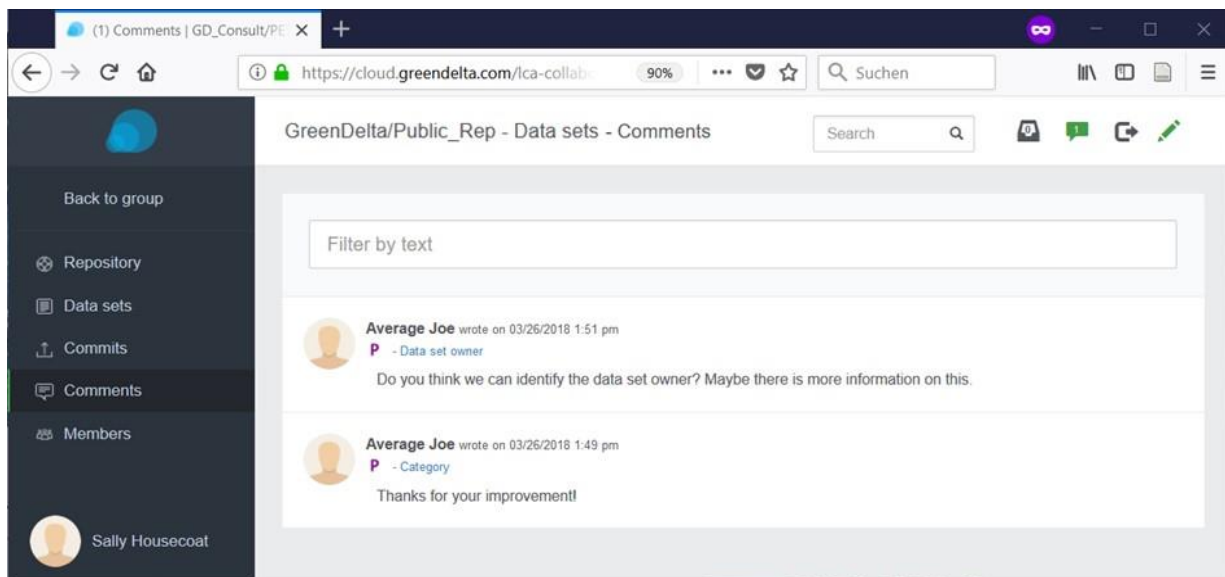 (1) Comments | GD_Consult/PE
https://cloud.greendelta.com/lca-collab
90%
Suchen
GreenDelta/Public_Rep - Data sets - Comments
Search
0
1
Back to group
Repository
Data sets
Commits
Comments
Members
Sally Housecoat
Filter by text
Average Joe wrote on 03/26/2018 1:51 pm
P - Data set owner
Do you think we can identify the data set owner? Maybe there is more information on this.
Average Joe wrote on 03/26/2018 1:49 pm
P - Category
Thanks for your improvement!